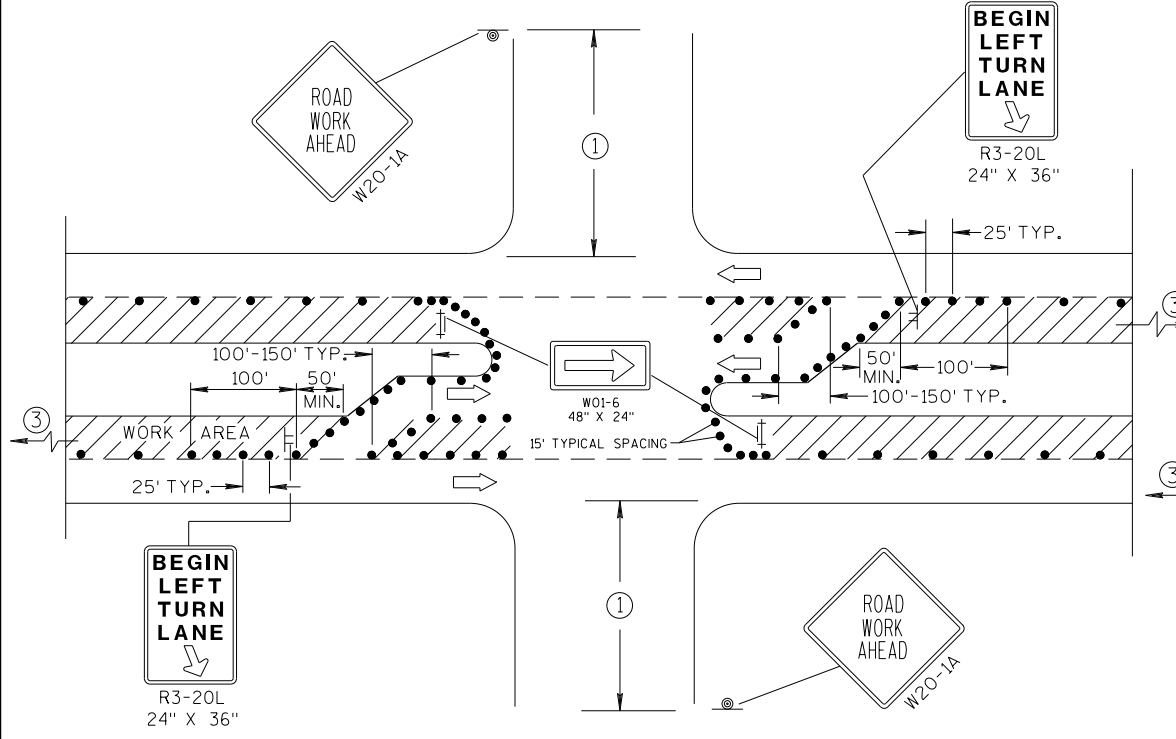 BEGIN
LEFT
TURN
LANE
R3-20L
24" X 36"
ROAD
WORK
AHEAD
W20-1A
1
25' TYP.
3
100'-150' TYP.
100'
50'
MIN.
W01-6
48" X 24"
50'
MIN.
100'
100'-150' TYP.
3
WORK AREA
15' TYPICAL SPACING
25' TYP.
3
BEGIN
LEFT
TURN
LANE
R3-20L
24" X 36"
1
ROAD
WORK
AHEAD
W20-1A